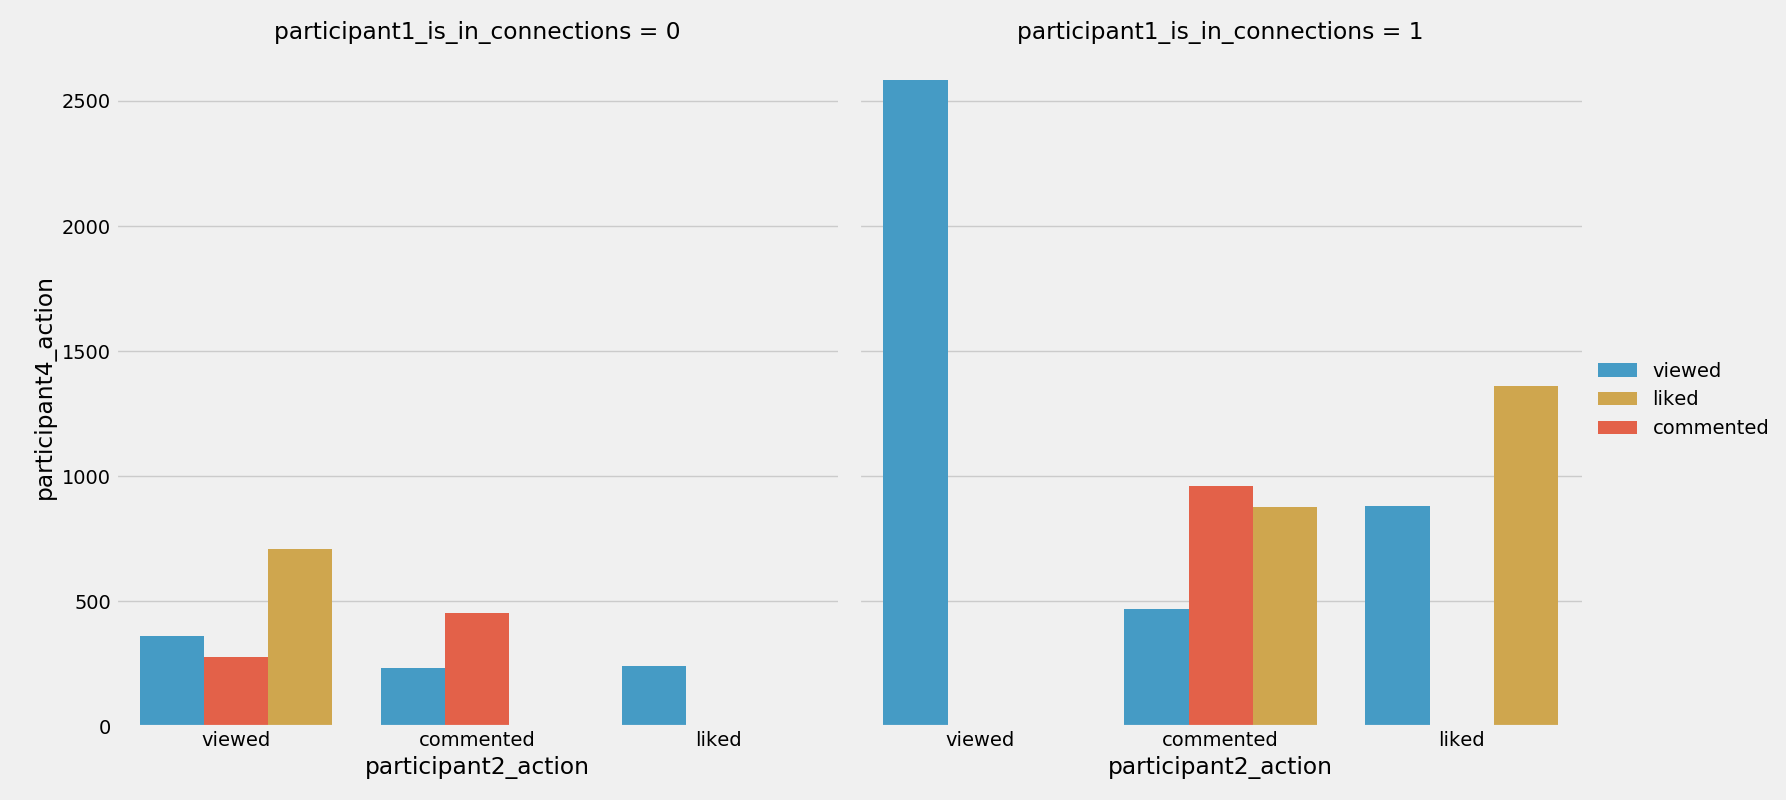 participant1_is_in_connections = 0
participant1_is_in_connections = 1
participant4_action
2500
2000
1500
1000
500
0
viewed
commented
liked
viewed
commented
liked
participant2_action
participant2_action
viewed
liked
commented